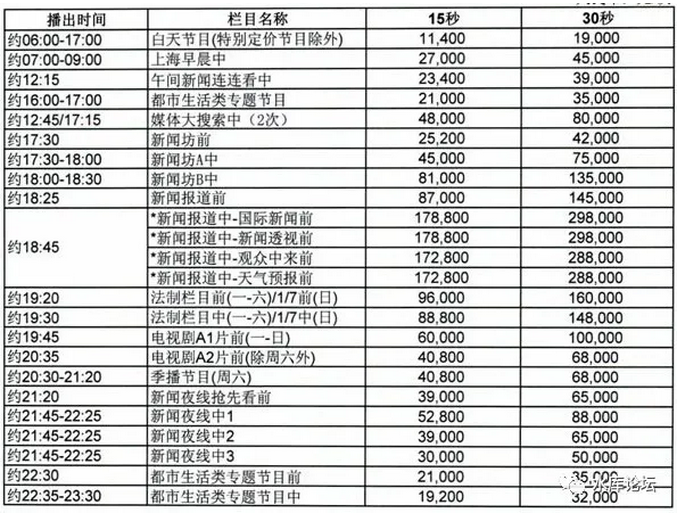 播出时间 栏目名称 15秒 30秒
约06:00-17:00 白天节目(特别定价节目除外) 11,400 19,000
约07:00-09:00 上海早晨中 27,000 45,000
约12:15 午间新闻连连看中 23,400 39,000
约16:00-17:00 都市生活类专题节目 21,000 35,000
约12:45/17:15 媒体大搜索中（2次） 48,000 80,000
约17:30 新闻坊前 25,200 42,000
约17:30-18:00 新闻坊A中 45,000 75,000
约18:00-18:30 新闻坊B中 81,000 135,000
约18:25 新闻报道前 87,000 145,000
约18:45 *新闻报道中-国际新闻前 178,800 298,000
*新闻报道中-新闻透视前 178,800 298,000
*新闻报道中-观众中来前 172,800 288,000
*新闻报道中-天气预报前 172,800 288,000
约19:20 法制栏目前(一-六)/1/7前(日) 96,000 160,000
约19:30 法制栏目中(一-六)/1/7中(日) 88,800 148,000
约19:45 电视剧A1片前(一-日) 60,000 100,000
约20:35 电视剧A2片前(除周六外) 40,800 68,000
约20:30-21:20 季播节目(周六) 40,800 68,000
约21:20 新闻夜线抢先看前 39,000 65,000
约21:45-22:25 新闻夜线中1 52,800 88,000
约21:45-22:25 新闻夜线中2 39,000 65,000
约21:45-22:25 新闻夜线中3 30,000 50,000
约22:30 都市生活类专题节目前 21,000 35,000
约22:35-23:30 都市生活类专题节目中 19,200 32,000
水库论坛